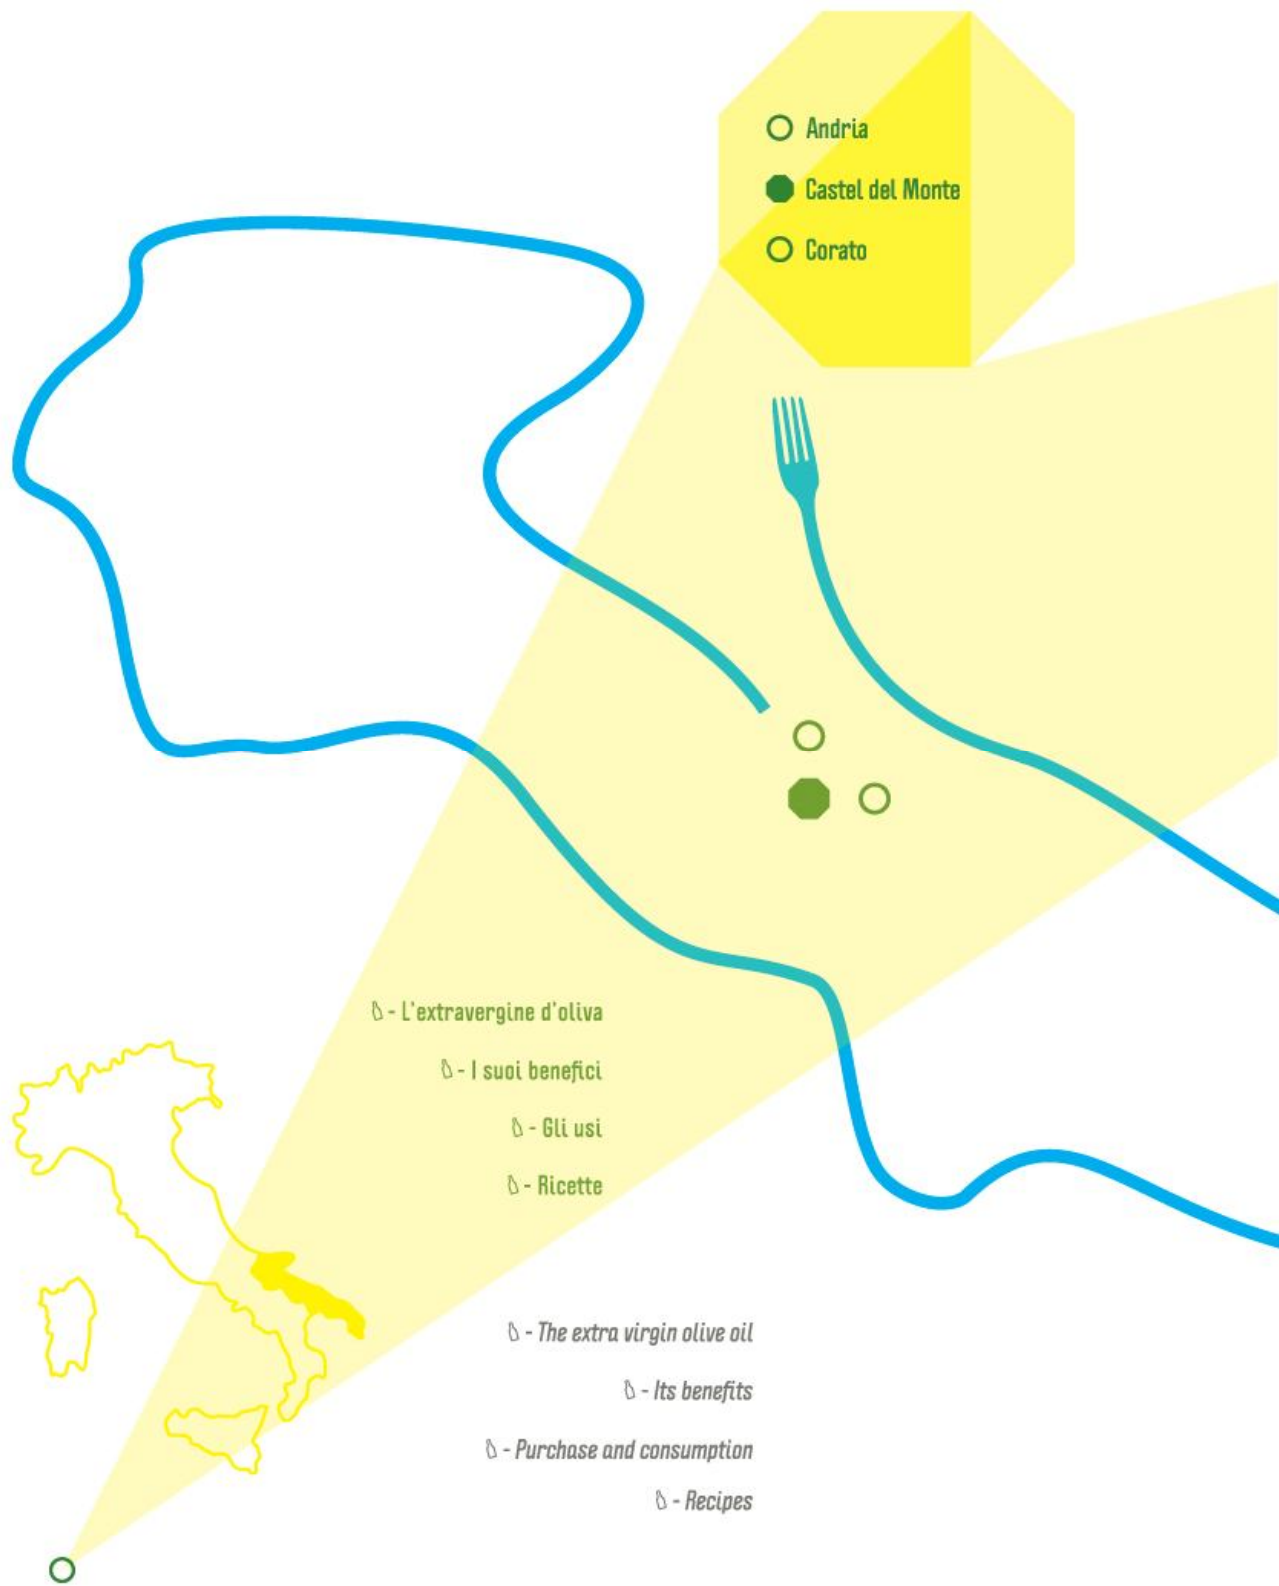 Andria
Castel del Monte
Corato
- L'extravergine d'oliva
- I suoi benefici
- Gli usi
- Ricette
- The extra virgin olive oil
- Its benefits
- Purchase and consumption
- Recipes